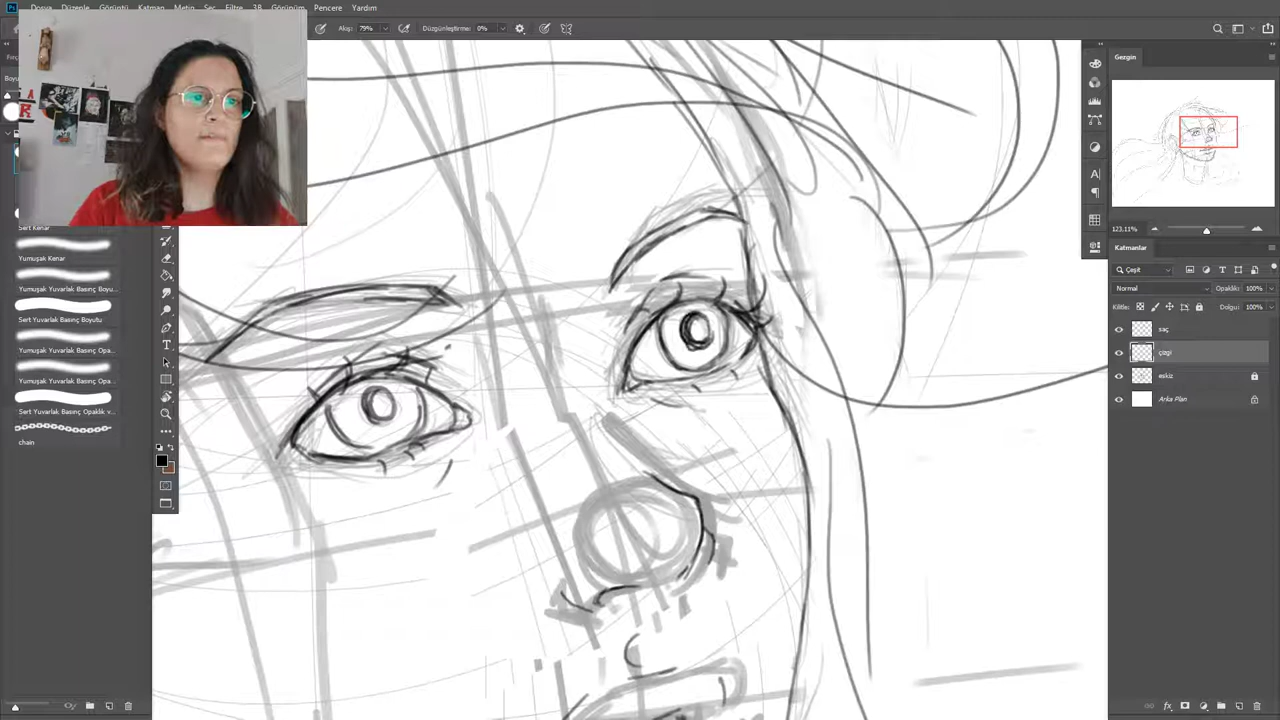 Dosya Düzenle Görüntü Katman Metin Seç Filtre 3B Görünüm Pencere Yardım
Akış: 79% Düzgünleştirme: 0%
Sert Kenar
Yumuşak Kenar
Yumuşak Yuvarlak Basınç Boyu...
Sert Yuvarlak Basınç Boyutu
Yumuşak Yuvarlak Basınç Opa...
Yumuşak Yuvarlak Basınç Opa...
Sert Yuvarlak Basınç Opaklık v...
chain
Gezgin
123,11%
Katmanlar
Çeşit
Normal Opaklık: 100%
Kilitle: Dolgu: 100%
saç
çizgi
eskiz
Arka Plan